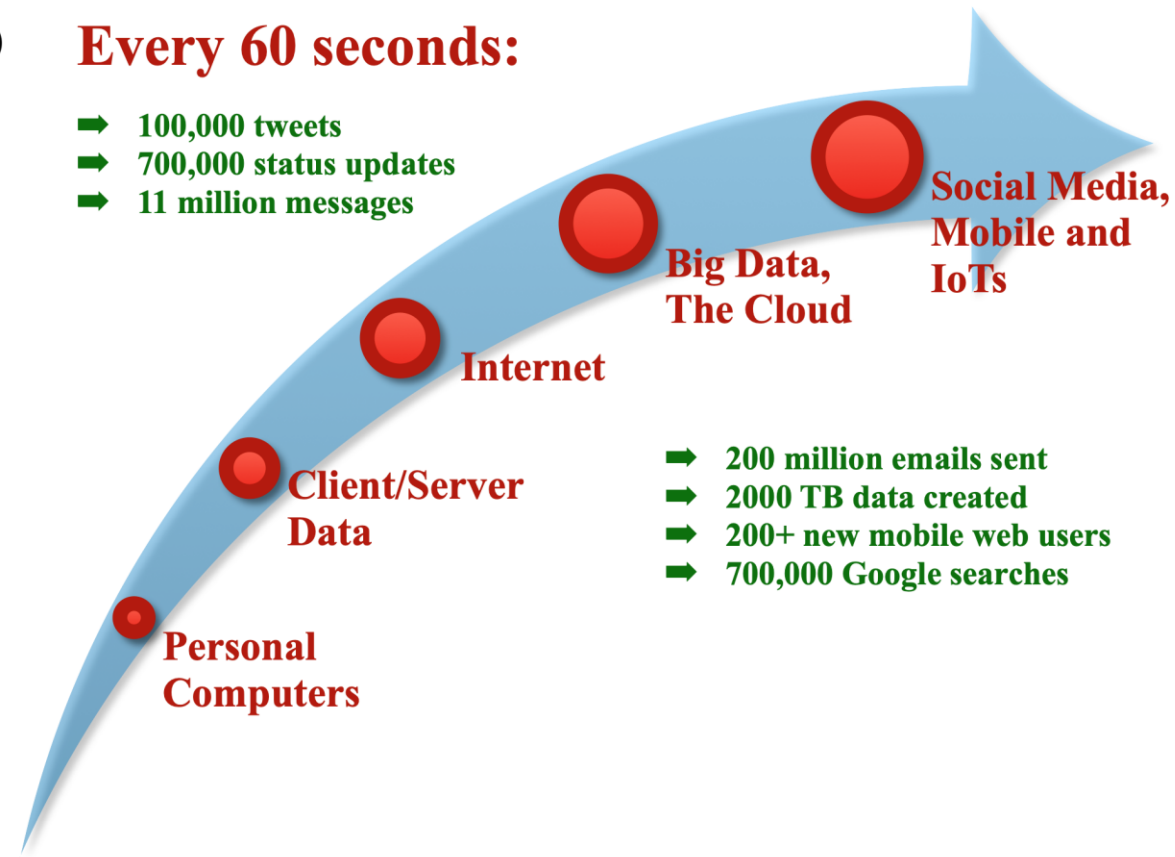 )
Every 60 seconds:
➡ 100,000 tweets
➡ 700,000 status updates
➡ 11 million messages
Social Media,
Mobile and
IoTs
Big Data,
The Cloud
Internet
Client/Server
Data
Personal
Computers
➡ 200 million emails sent
➡ 2000 TB data created
➡ 200+ new mobile web users
➡ 700,000 Google searches